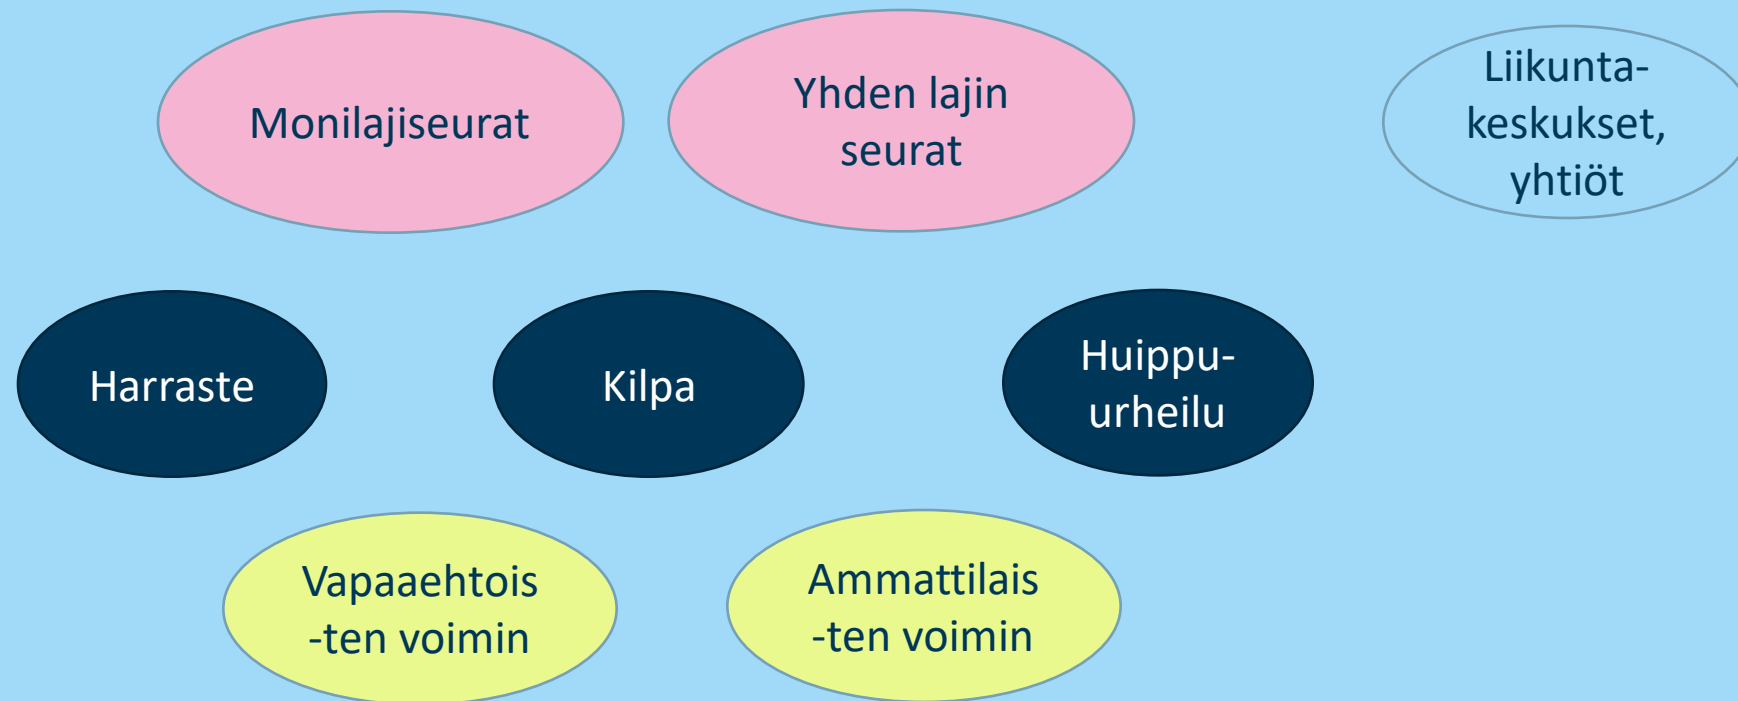 Monilajiseurat
Yhden lajin
seurat
Liikunta-
keskukset,
yhtiöt
Harraste
Kilpa
Huippu-
urheilu
Vapaaehtois
-ten voimin
Ammattilais
-ten voimin